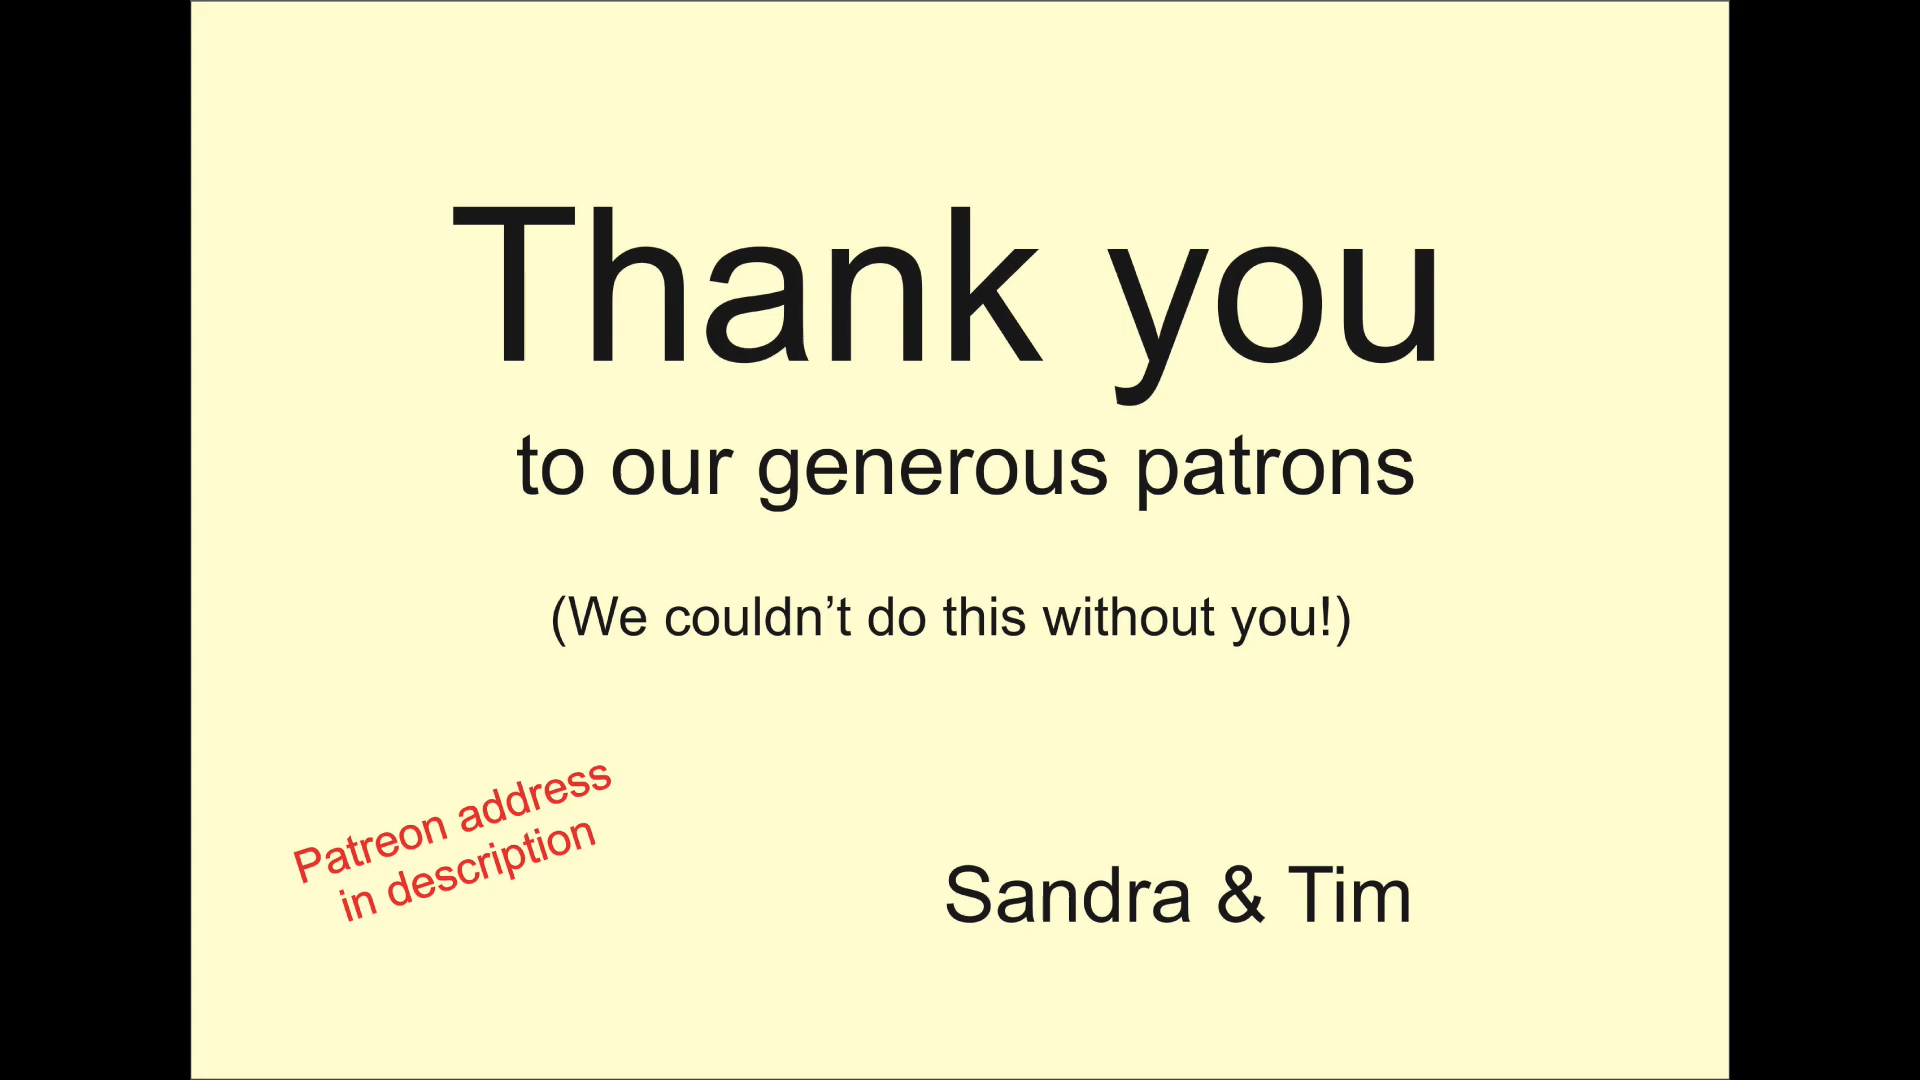 Thank you
to our generous patrons
(We couldn’t do this without you!)
Patreon address
in description
Sandra & Tim